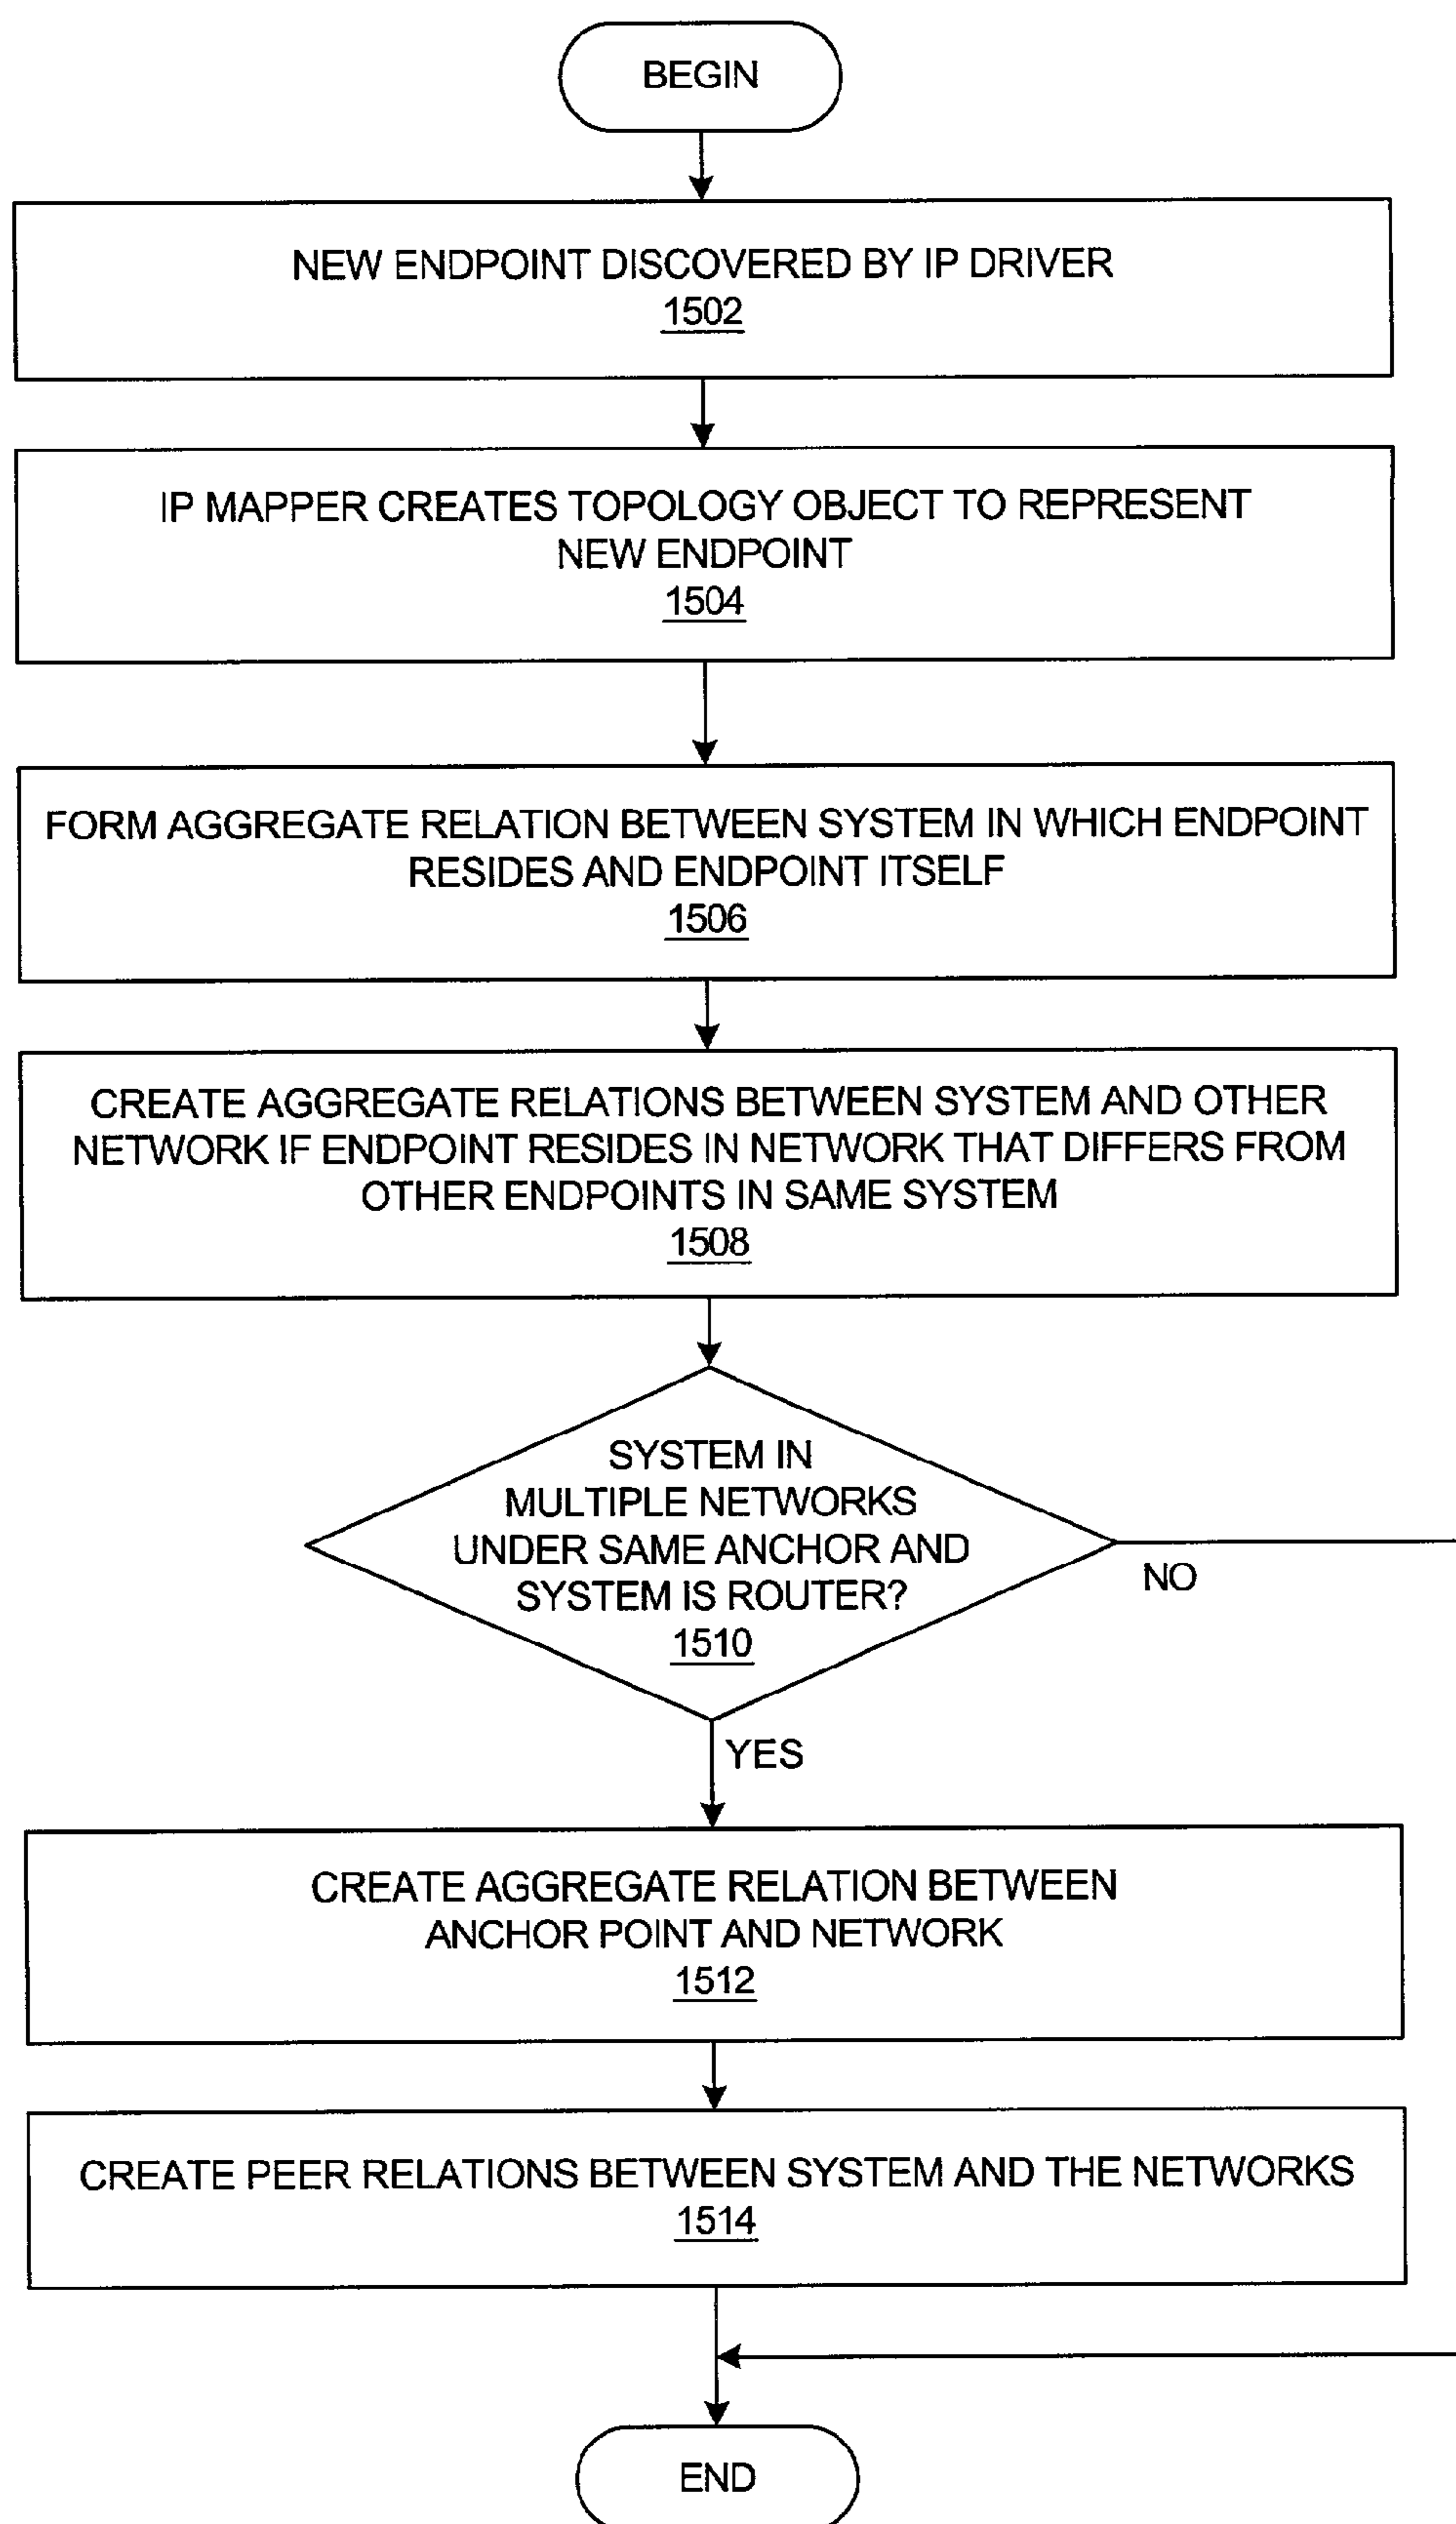 BEGIN
NEW ENDPOINT DISCOVERED BY IP DRIVER
1502
IP MAPPER CREATES TOPOLOGY OBJECT TO REPRESENT
NEW ENDPOINT
1504
FORM AGGREGATE RELATION BETWEEN SYSTEM IN WHICH ENDPOINT
RESIDES AND ENDPOINT ITSELF
1506
CREATE AGGREGATE RELATIONS BETWEEN SYSTEM AND OTHER
NETWORK IF ENDPOINT RESIDES IN NETWORK THAT DIFFERS FROM
OTHER ENDPOINTS IN SAME SYSTEM
1508
SYSTEM IN
MULTIPLE NETWORKS
UNDER SAME ANCHOR AND
SYSTEM IS ROUTER?
1510
NO
YES
CREATE AGGREGATE RELATION BETWEEN
ANCHOR POINT AND NETWORK
1512
CREATE PEER RELATIONS BETWEEN SYSTEM AND THE NETWORKS
1514
END